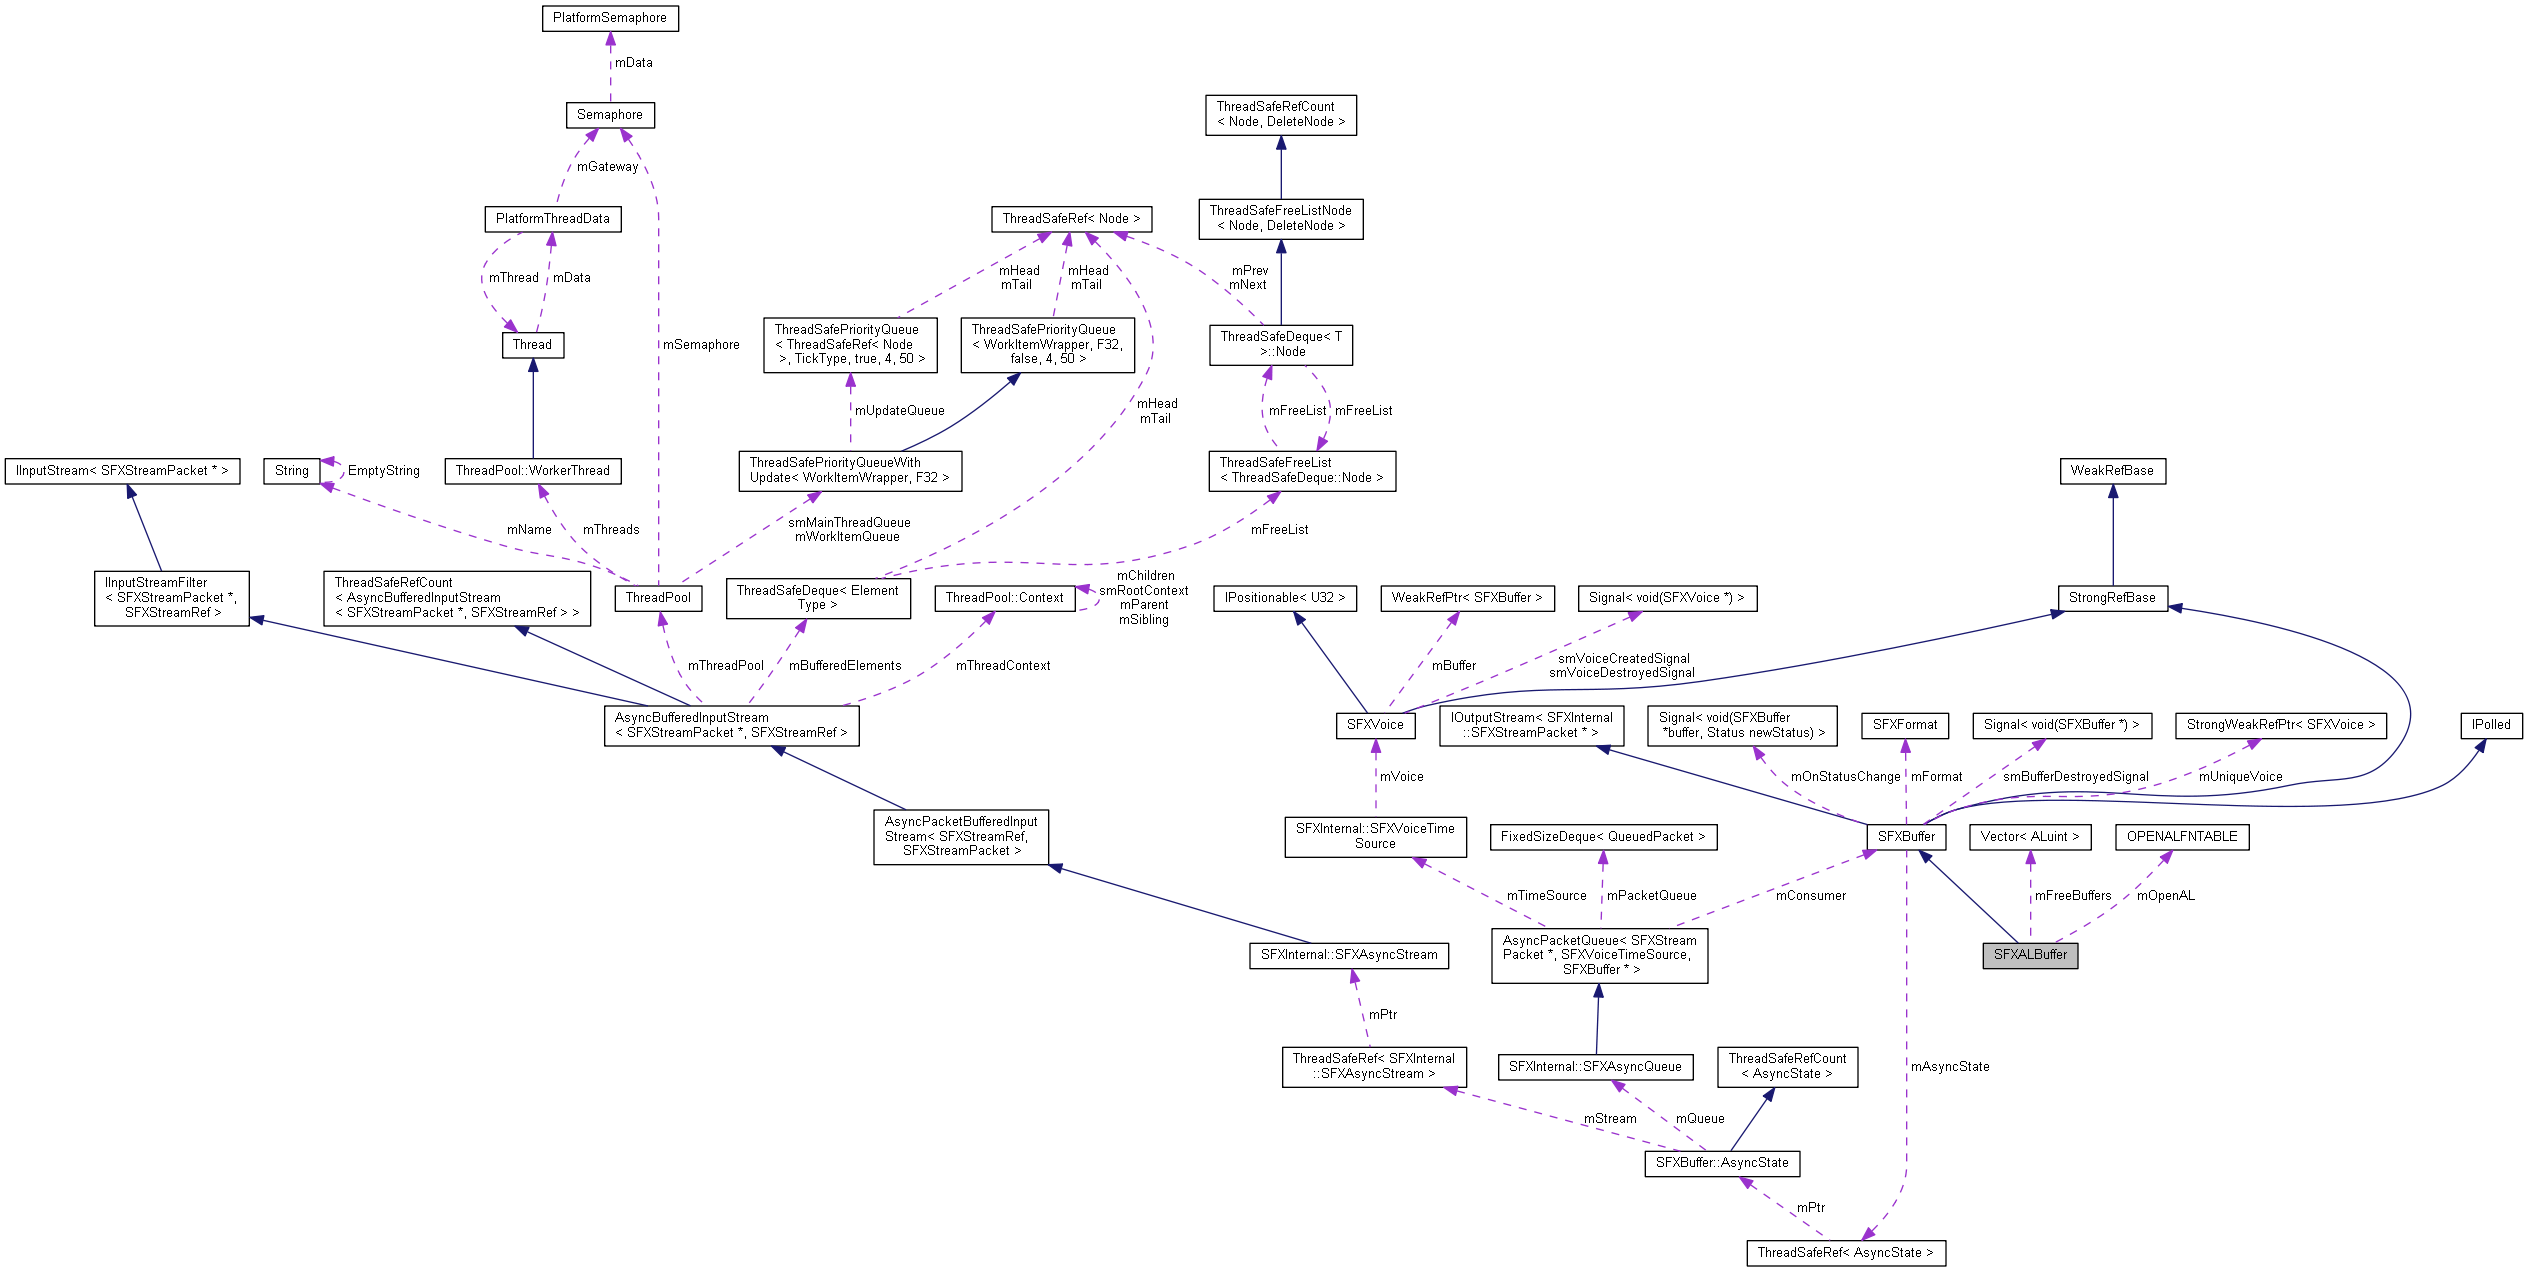 PlatformSemaphore
mData
Semaphore
ThreadSafeRefCount
< Node, DeleteNode >
mGateway
PlatformThreadData
ThreadSafeRef< Node >
ThreadSafeFreeListNode
< Node, DeleteNode >
mThread
mData
mHead
mTail
mHead
mTail
mPrev
mNext
Thread
mSemaphore
ThreadSafePriorityQueue
< ThreadSafeRef< Node
>, TickType, true, 4, 50 >
ThreadSafePriorityQueue
< WorkItemWrapper, F32,
false, 4, 50 >
ThreadSafeDeque< T
>::Node
mUpdateQueue
mHead
mTail
mFreeList
mFreeList
IInputStream< SFXStreamPacket * >
String
EmptyString
ThreadPool::WorkerThread
ThreadSafePriorityQueueWith
Update< WorkItemWrapper, F32 >
ThreadSafeFreeList
< ThreadSafeDeque::Node >
WeakRefBase
mName
mThreads
smMainThreadQueue
mWorkItemQueue
mFreeList
IInputStreamFilter
< SFXStreamPacket *,
SFXStreamRef >
ThreadSafeRefCount
< AsyncBufferedInputStream
< SFXStreamPacket *, SFXStreamRef > >
ThreadPool
ThreadSafeDeque< Element
Type >
ThreadPool::Context
mChildren
smRootContext
mParent
mSibling
IPositionable< U32 >
WeakRefPtr< SFXBuffer >
Signal< void(SFXVoice *) >
StrongRefBase
mThreadPool
mBufferedElements
mThreadContext
mBuffer
smVoiceCreatedSignal
smVoiceDestroyedSignal
AsyncBufferedInputStream
< SFXStreamPacket *, SFXStreamRef >
SFXVoice
IOutputStream< SFXInternal
::SFXStreamPacket * >
Signal< void(SFXBuffer
*buffer, Status newStatus) >
SFXFormat
Signal< void(SFXBuffer *) >
StrongWeakRefPtr< SFXVoice >
IPolled
mVoice
mOnStatusChange
mFormat
smBufferDestroyedSignal
mUniqueVoice
AsyncPacketBufferedInput
Stream< SFXStreamRef,
SFXStreamPacket >
SFXInternal::SFXVoiceTime
Source
FixedSizeDeque< QueuedPacket >
SFXBuffer
Vector< ALuint >
OPENALFNTABLE
mTimeSource
mPacketQueue
mConsumer
mFreeBuffers
mOpenAL
SFXInternal::SFXAsyncStream
AsyncPacketQueue< SFXStream
Packet *, SFXVoiceTimeSource,
SFXBuffer * >
SFXALBuffer
mPtr
ThreadSafeRef< SFXInternal
::SFXAsyncStream >
SFXInternal::SFXAsyncQueue
ThreadSafeRefCount
< AsyncState >
mAsyncState
mStream
mQueue
SFXBuffer::AsyncState
mPtr
ThreadSafeRef< AsyncState >